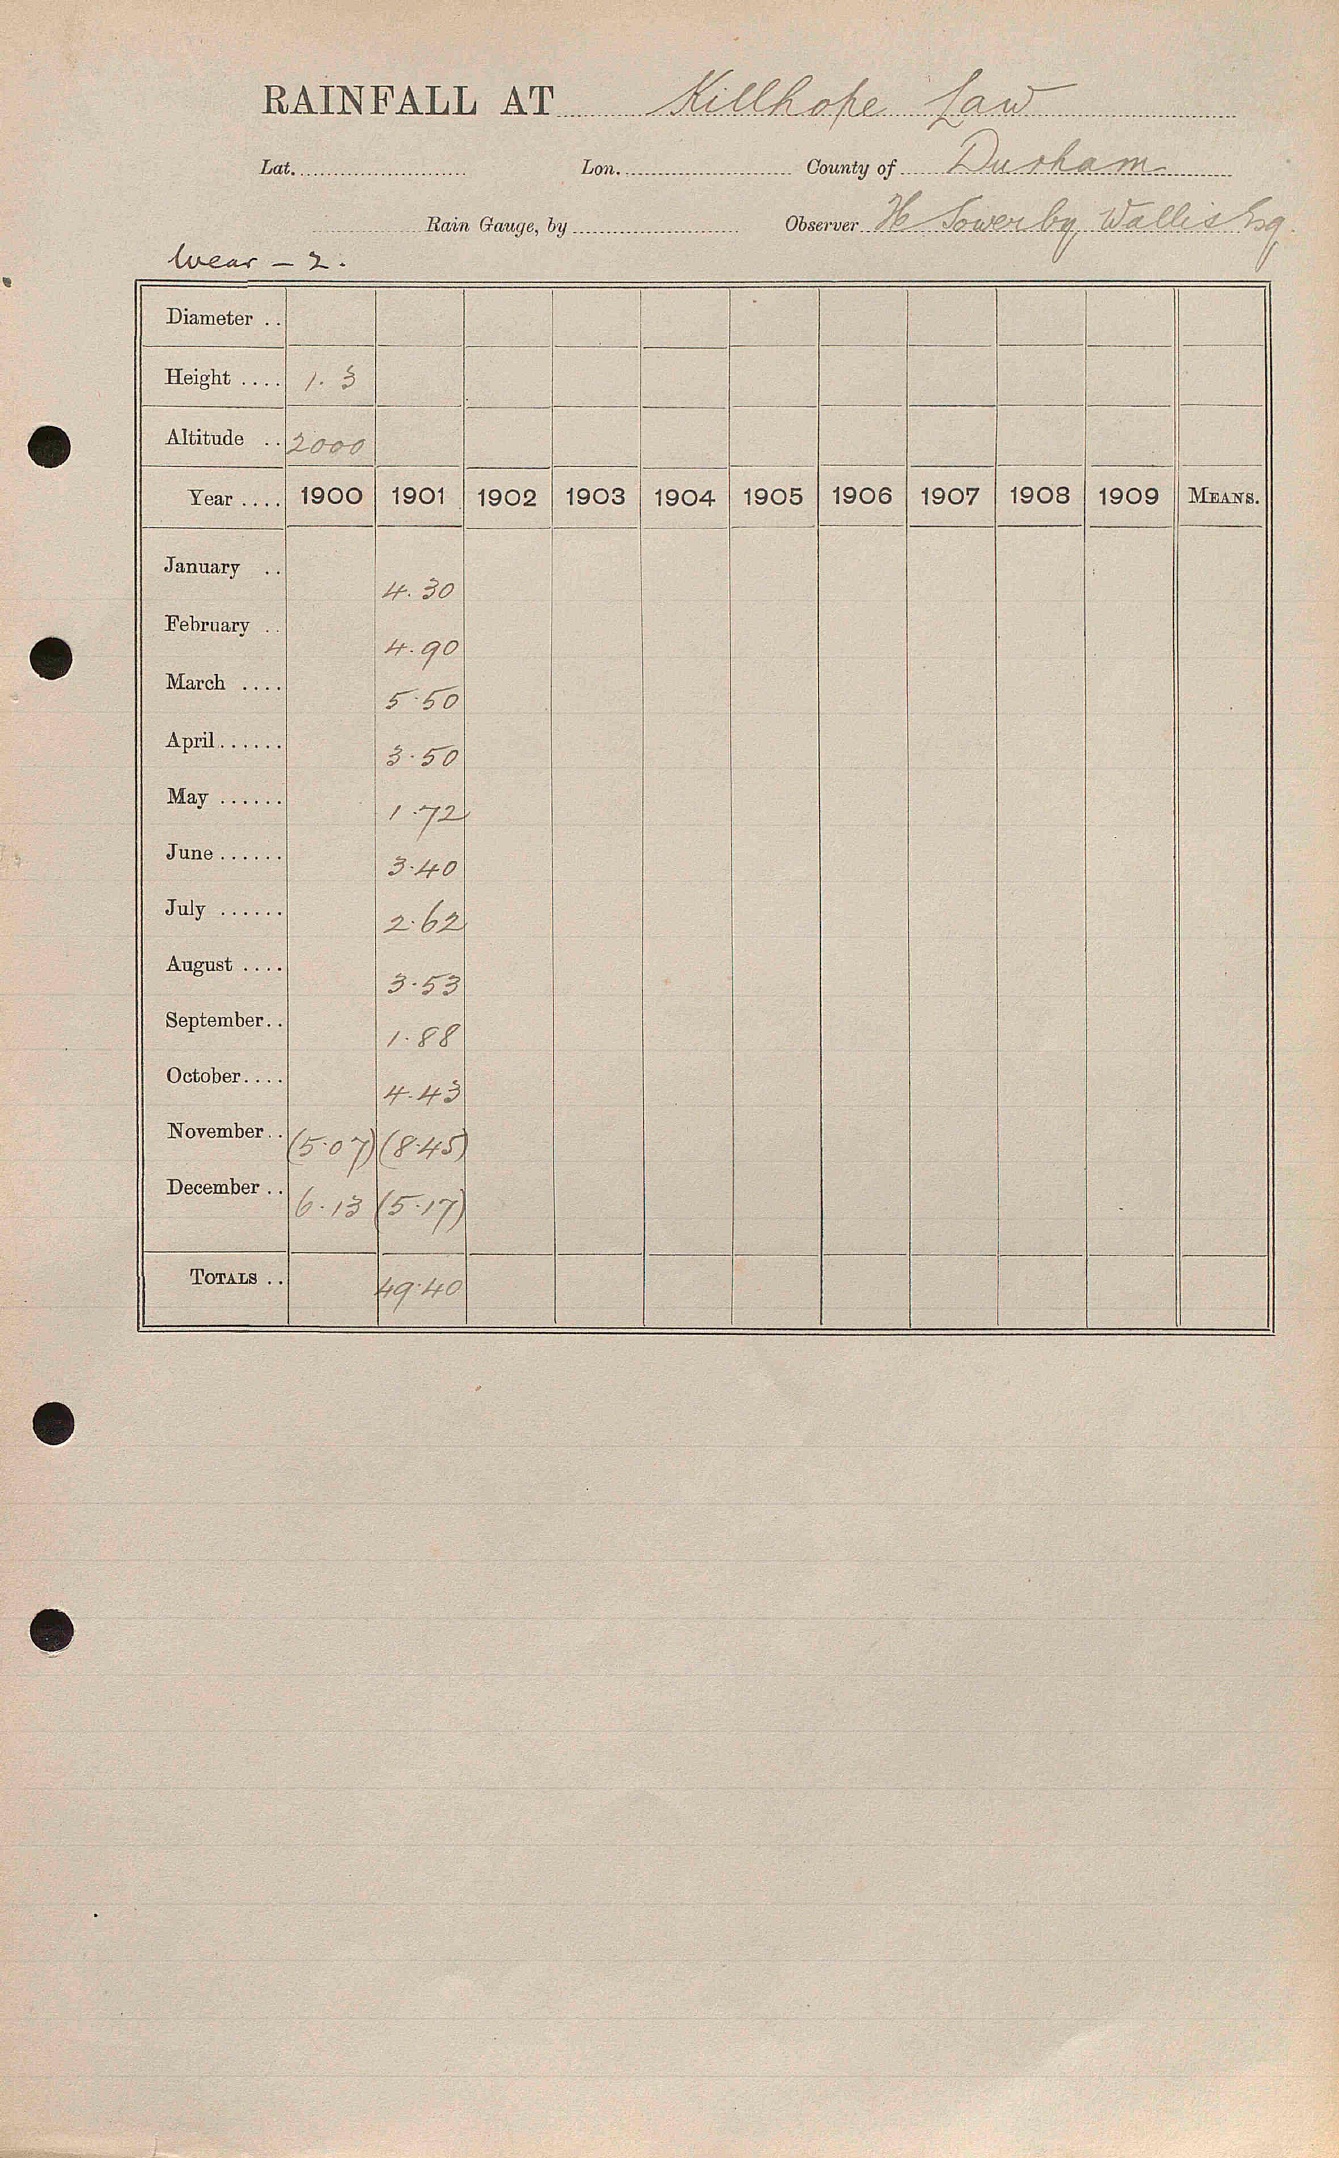 RAINFALL AT Killhope Law
Lat. Lon. County of Durham
Rain Gauge, by Observer H Sowerby Wallis Esq.
Wear - 2.
Diameter ..
Height .... 1. 3
Altitude .. 2000
Year .... 1900 1901 1902 1903 1904 1905 1906 1907 1908 1909 MEANS.
January .. 4.30
February .. 4.90
March .... 5.50
April...... 3.50
May ...... 1.72
June ...... 3.40
July ...... 2.62
August .... 3.53
September.. 1.88
October.... 4.43
November.. (5.07) (8.45)
December .. 6.13 (5.17)
TOTALS .. 49.40